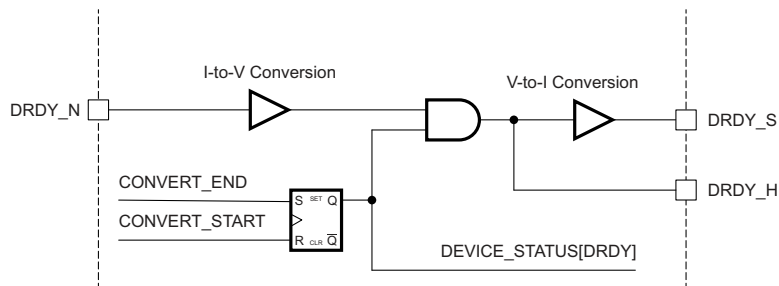 I-to-V Conversion
V-to-I Conversion
DRDY_N
DRDY_S
DRDY_H
CONVERT_END
S SET Q
CONVERT_START
R CLR Q
DEVICE_STATUS[DRDY]